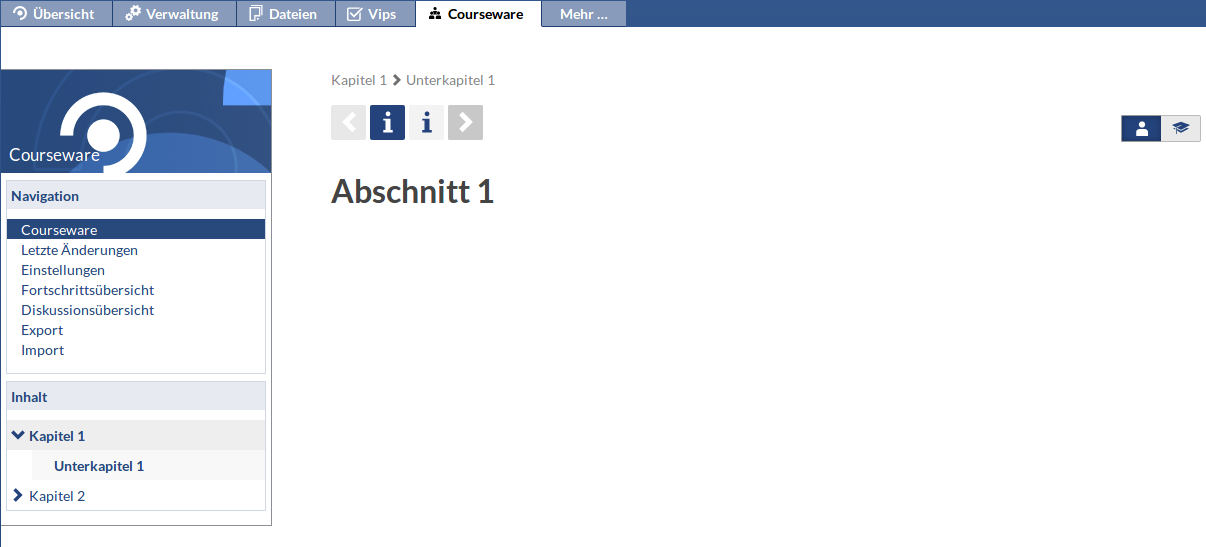 Übersicht Verwaltung Dateien Vips Courseware Mehr ...
Kapitel 1 Unterkapitel 1
Courseware
Abschnitt 1
Navigation
Courseware
Letzte Änderungen
Einstellungen
Fortschrittsübersicht
Diskussionsübersicht
Export
Import
Inhalt
Kapitel 1
Unterkapitel 1
Kapitel 2